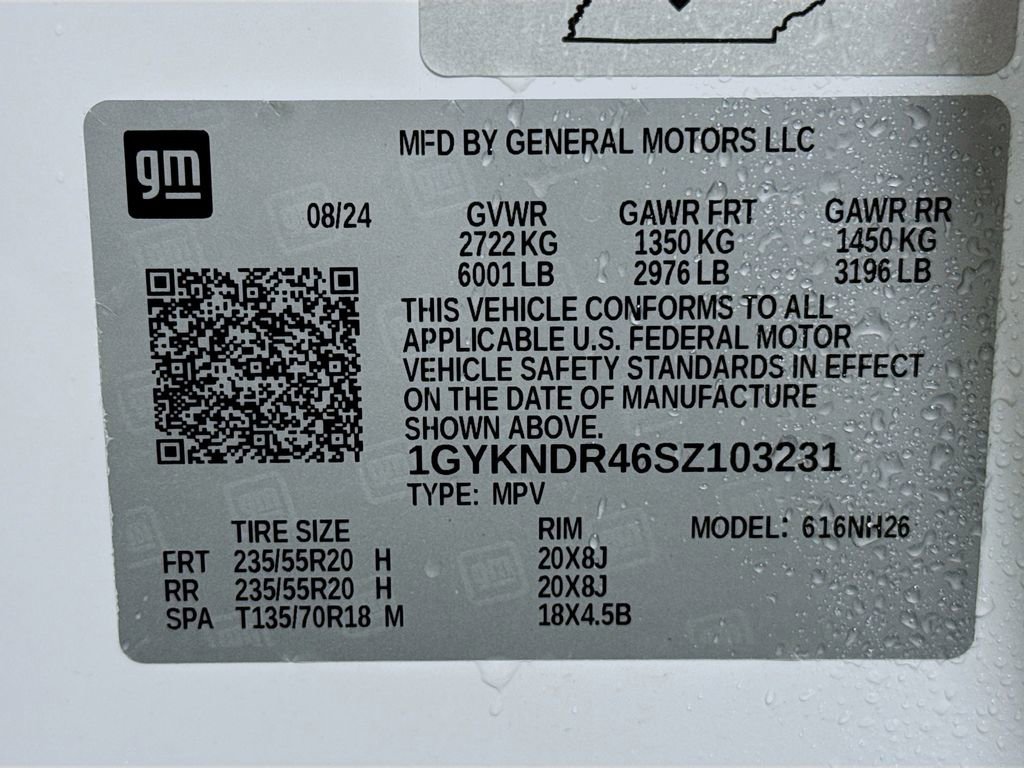 gm
MFD BY GENERAL MOTORS LLC
08/24 GVWR GAWR FRT GAWR RR
2722 KG 1350 KG 1450 KG
6001 LB 2976 LB 3196 LB
THIS VEHICLE CONFORMS TO ALL
APPLICABLE U.S. FEDERAL MOTOR
VEHICLE SAFETY STANDARDS IN EFFECT
ON THE DATE OF MANUFACTURE
SHOWN ABOVE.
1GYKNDR46SZ103231
TYPE: MPV
TIRE SIZE RIM MODEL: 616NH26
FRT 235/55R20 H 20X8J
RR 235/55R20 H 20X8J
SPA T135/70R18 M 18X4.5B